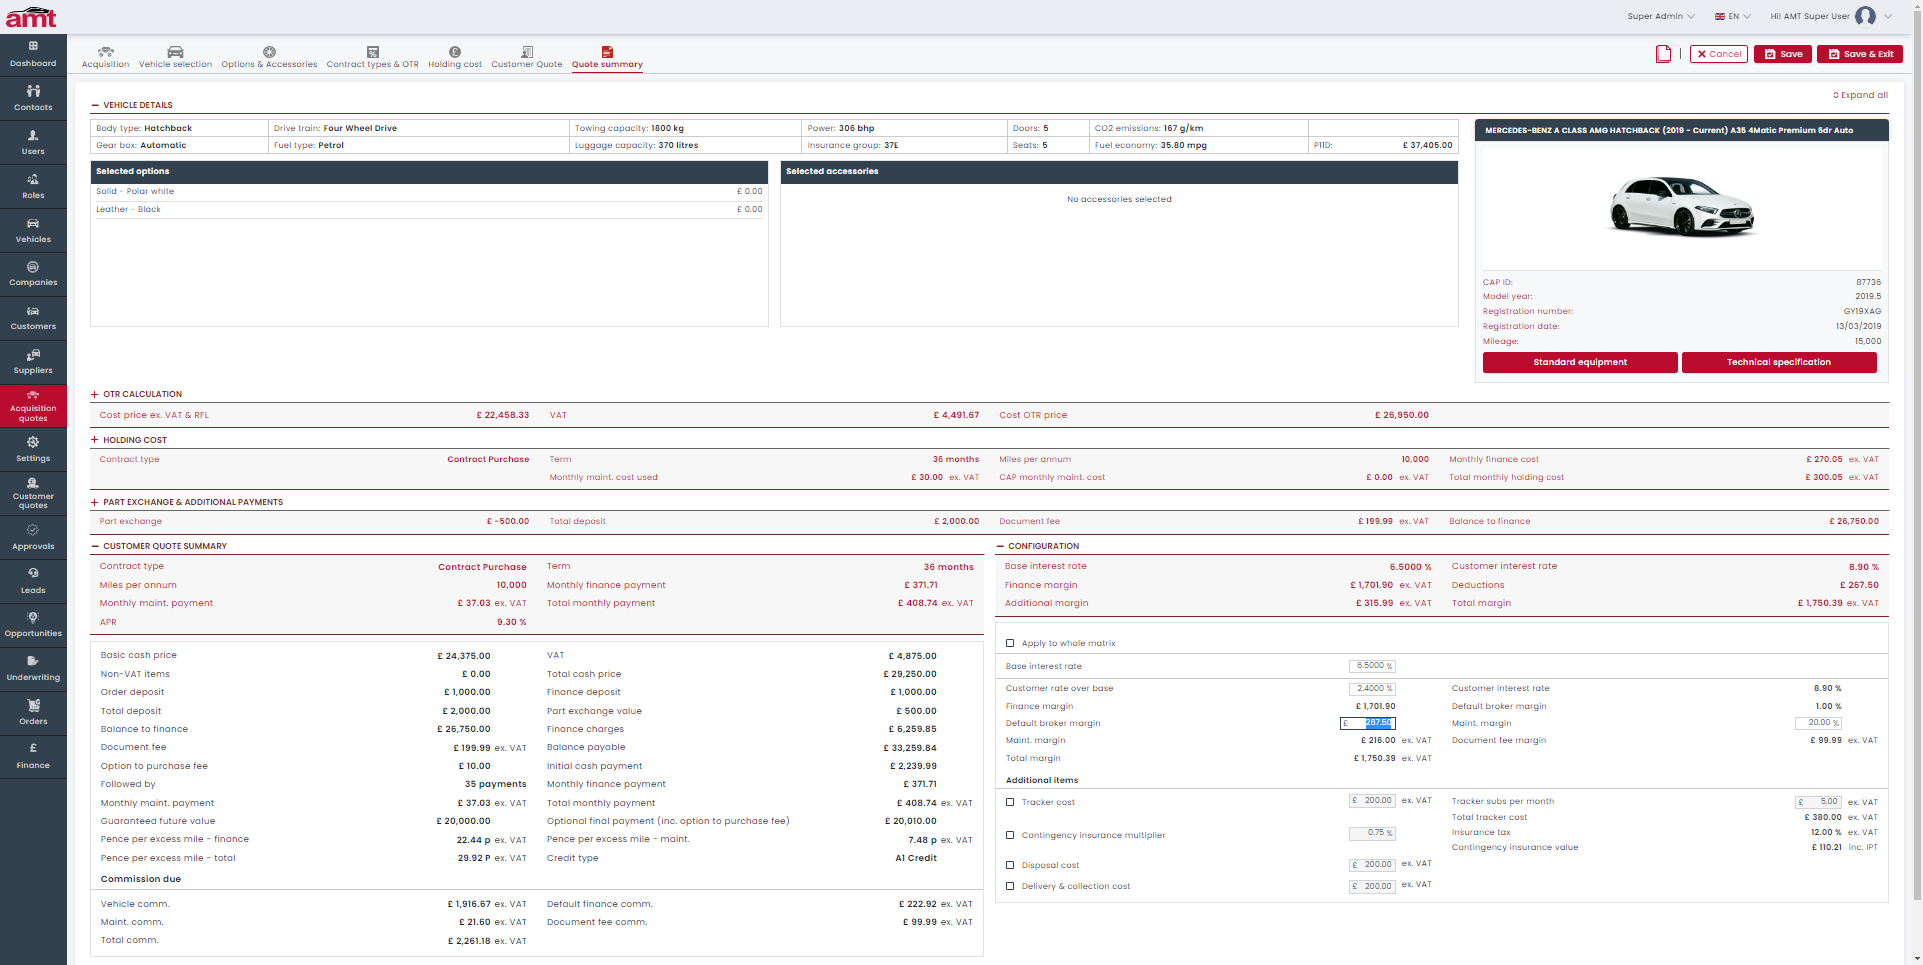 amt
Super Admin
EN
Hi! AMT Super User
Dashboard
Contacts
Users
Roles
Vehicles
Companies
Customers
Suppliers
Acquisition
quotes
Settings
Customer
quotes
Approvals
Leads
Opportunities
Underwriting
Orders
Finance
Acquisition
Vehicle selection
Options & Accessories
Contract types & OTR
Holding cost
Customer Quote
Quote summary
Cancel
Save
Save & Exit
VEHICLE DETAILS
Expand all
Body type: Hatchback Drive train: Four Wheel Drive Towing capacity: 1800 kg Power: 306 bhp Doors: 5 CO2 emissions: 167 g/km
Gear box: Automatic Fuel type: Petrol Luggage capacity: 370 litres Insurance group: 37E Seats: 5 Fuel economy: 35.80 mpg P11D: £ 37,405.00
Selected options
Solid - Polar white £ 0.00
Leather - Black £ 0.00
Selected accessories
No accessories selected
MERCEDES-BENZ A CLASS AMG HATCHBACK (2019 - Current) A35 4Matic Premium 5dr Auto
CAP ID: 87736
Model year: 2019.5
Registration number: GY19XAG
Registration date: 13/03/2019
Mileage: 15,000
Standard equipment
Technical specification
+ OTR CALCULATION
Cost price ex. VAT & RFL £ 22,458.33 VAT £ 4,491.67 Cost OTR price £ 26,950.00
+ HOLDING COST
Contract type Contract Purchase Term 36 months Miles per annum 10,000 Monthly finance cost £ 270.05 ex. VAT
Monthly maint. cost used £ 30.00 ex. VAT CAP monthly maint. cost £ 0.00 ex. VAT Total monthly holding cost £ 300.05 ex. VAT
+ PART EXCHANGE & ADDITIONAL PAYMENTS
Part exchange £ -500.00 Total deposit £ 2,000.00 Document fee £ 199.99 ex. VAT Balance to finance £ 26,750.00
CUSTOMER QUOTE SUMMARY
Contract type Contract Purchase Term 36 months
Miles per annum 10,000 Monthly finance payment £ 371.71
Monthly maint. payment £ 37.03 ex. VAT Total monthly payment £ 408.74 ex. VAT
APR 9.30 %
Basic cash price £ 24,375.00 VAT £ 4,875.00
Non-VAT items £ 0.00 Total cash price £ 29,250.00
Order deposit £ 1,000.00 Finance deposit £ 1,000.00
Total deposit £ 2,000.00 Part exchange value £ 500.00
Balance to finance £ 26,750.00 Finance charges £ 6,259.85
Document fee £ 199.99 ex. VAT Balance payable £ 33,259.84
Option to purchase fee £ 10.00 Initial cash payment £ 2,239.99
Followed by 35 payments Monthly finance payment £ 371.71
Monthly maint. payment £ 37.03 ex. VAT Total monthly payment £ 408.74 ex. VAT
Guaranteed future value £ 20,000.00 Optional final payment (inc. option to purchase fee) £ 20,010.00
Pence per excess mile - finance 22.44 p ex. VAT Pence per excess mile - maint. 7.48 p ex. VAT
Pence per excess mile - total 29.92 P ex. VAT Credit type A1 Credit
Commission due
Vehicle comm. £ 1,916.67 ex. VAT Default finance comm. £ 222.92 ex. VAT
Maint. comm. £ 21.60 ex. VAT Document fee comm. £ 99.99 ex. VAT
Total comm. £ 2,261.18 ex. VAT
CONFIGURATION
Base interest rate 6.5000 % Customer interest rate 8.90 %
Finance margin £ 1,701.90 ex. VAT Deductions £ 267.50
Additional margin £ 315.99 ex. VAT Total margin £ 1,750.39 ex. VAT
Apply to whole matrix
Base interest rate 6.5000 %
Customer rate over base 2.4000 % Customer interest rate 8.90 %
Finance margin £ 1,701.90 Default broker margin 1.00 %
Default broker margin £ 267.50 Maint. margin 20.00 %
Maint. margin £ 216.00 ex. VAT Document fee margin £ 99.99 ex. VAT
Total margin £ 1,750.39 ex. VAT
Additional items
Tracker cost £ 200.00 ex. VAT Tracker subs per month £ 5.00 ex. VAT
Total tracker cost £ 380.00 ex. VAT
Contingency insurance multiplier 0.75 % Insurance tax 12.00 % ex. VAT
Contingency insurance value £ 110.21 inc. IPT
Disposal cost £ 200.00 ex. VAT
Delivery & collection cost £ 200.00 ex. VAT